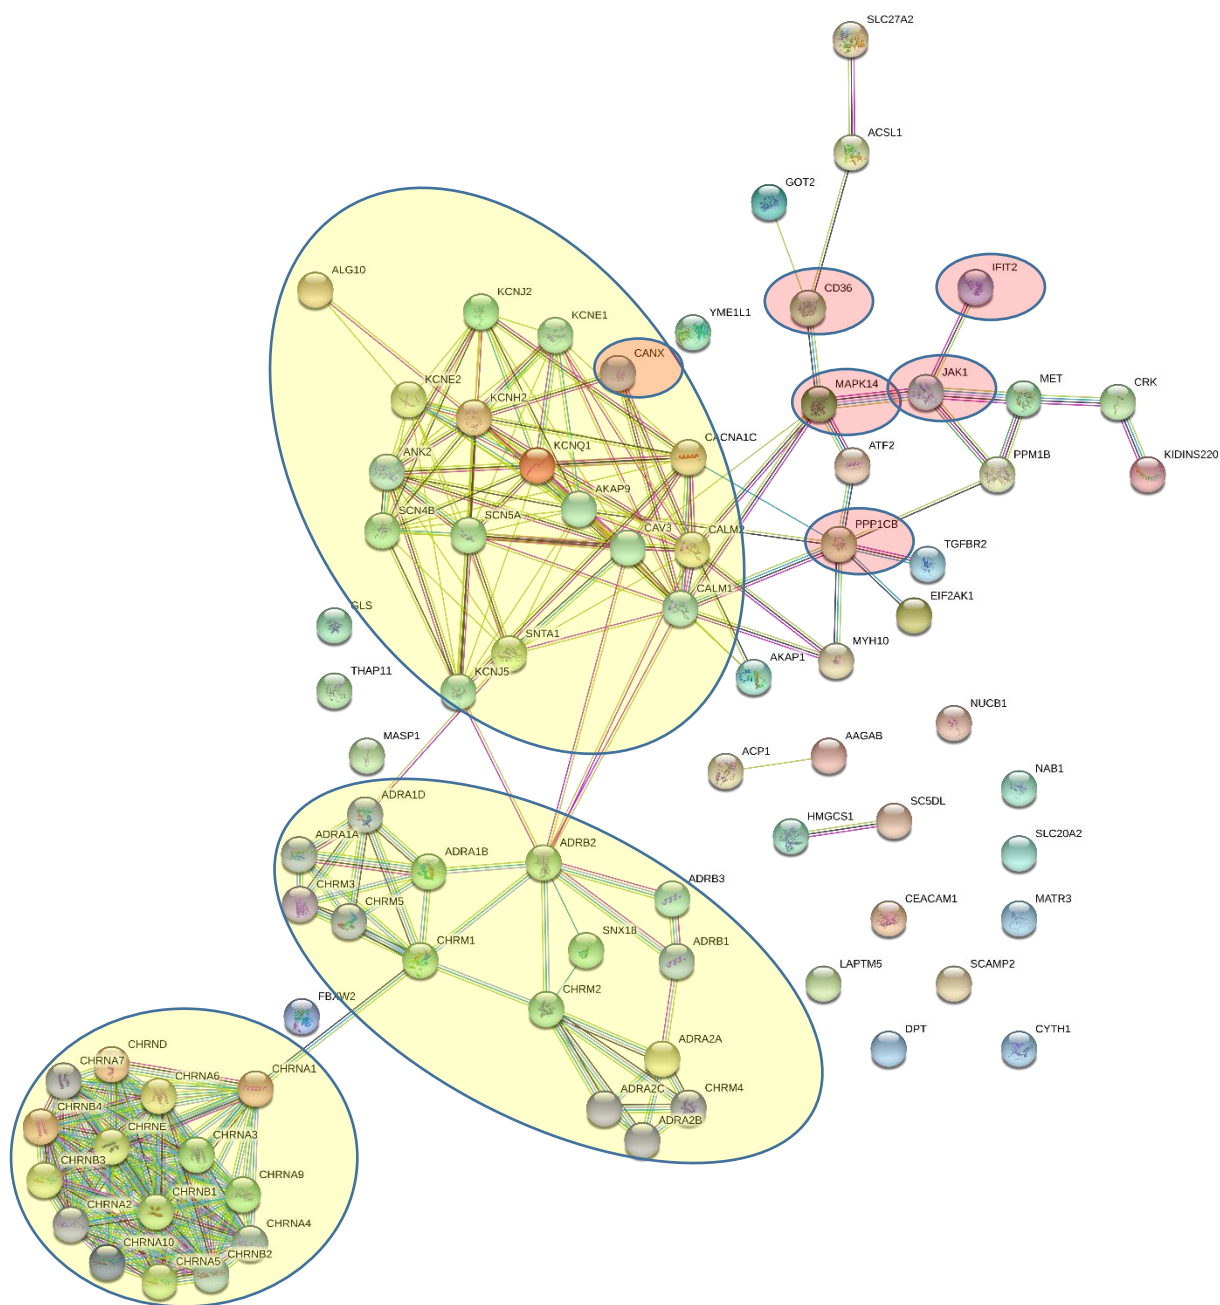 SLC27A2
ACSL1
GOT2
ALG10
CD36
IFIT2
KCNJ2
YME1L1
KCNE1
CANX
KCNE2
MAPK14
JAK1
MET
CRK
KCNH2
KCNQ1
CACNA1C
ANK2
ATF2
PPM1B
KIDINS220
AKAP9
SCN4B
SCN5A
CAV3
CALM2
PPP1CB
TGFBR2
CALM1
EIF2AK1
GLS
SNTA1
MYH10
AKAP1
KCNJ5
THAP11
NUCB1
MASP1
ACP1
AAGAB
NAB1
ADRA1D
HMGCS1
SC5DL
ADRA1A
ADRA1B
ADRB2
SLC20A2
CHRM3
CHRM5
ADRB3
CEACAM1
MATR3
SNX18
CHRM1
ADRB1
LAPTM5
SCAMP2
CHRM2
FBXW2
DPT
CYTH1
CHRND
CHRNA7
CHRNA6
CHRNA1
ADRA2A
ADRA2C
CHRM4
CHRNB4
CHRNE
ADRA2B
CHRNA3
CHRNB3
CHRNA9
CHRNA2
CHRNB1
CHRNA4
CHRNA10
CHRNA5
CHRNB2